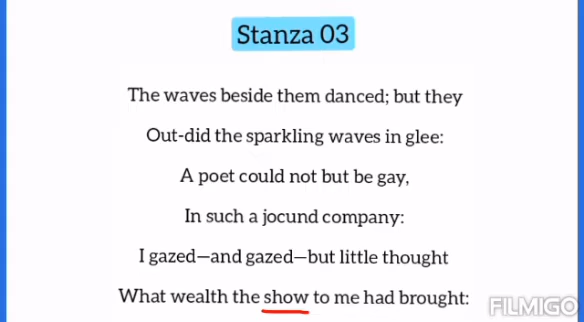 Stanza 03
The waves beside them danced; but they
Out-did the sparkling waves in glee:
A poet could not but be gay,
In such a jocund company:
I gazed—and gazed—but little thought
What wealth the show to me had brought:
FILMIGO